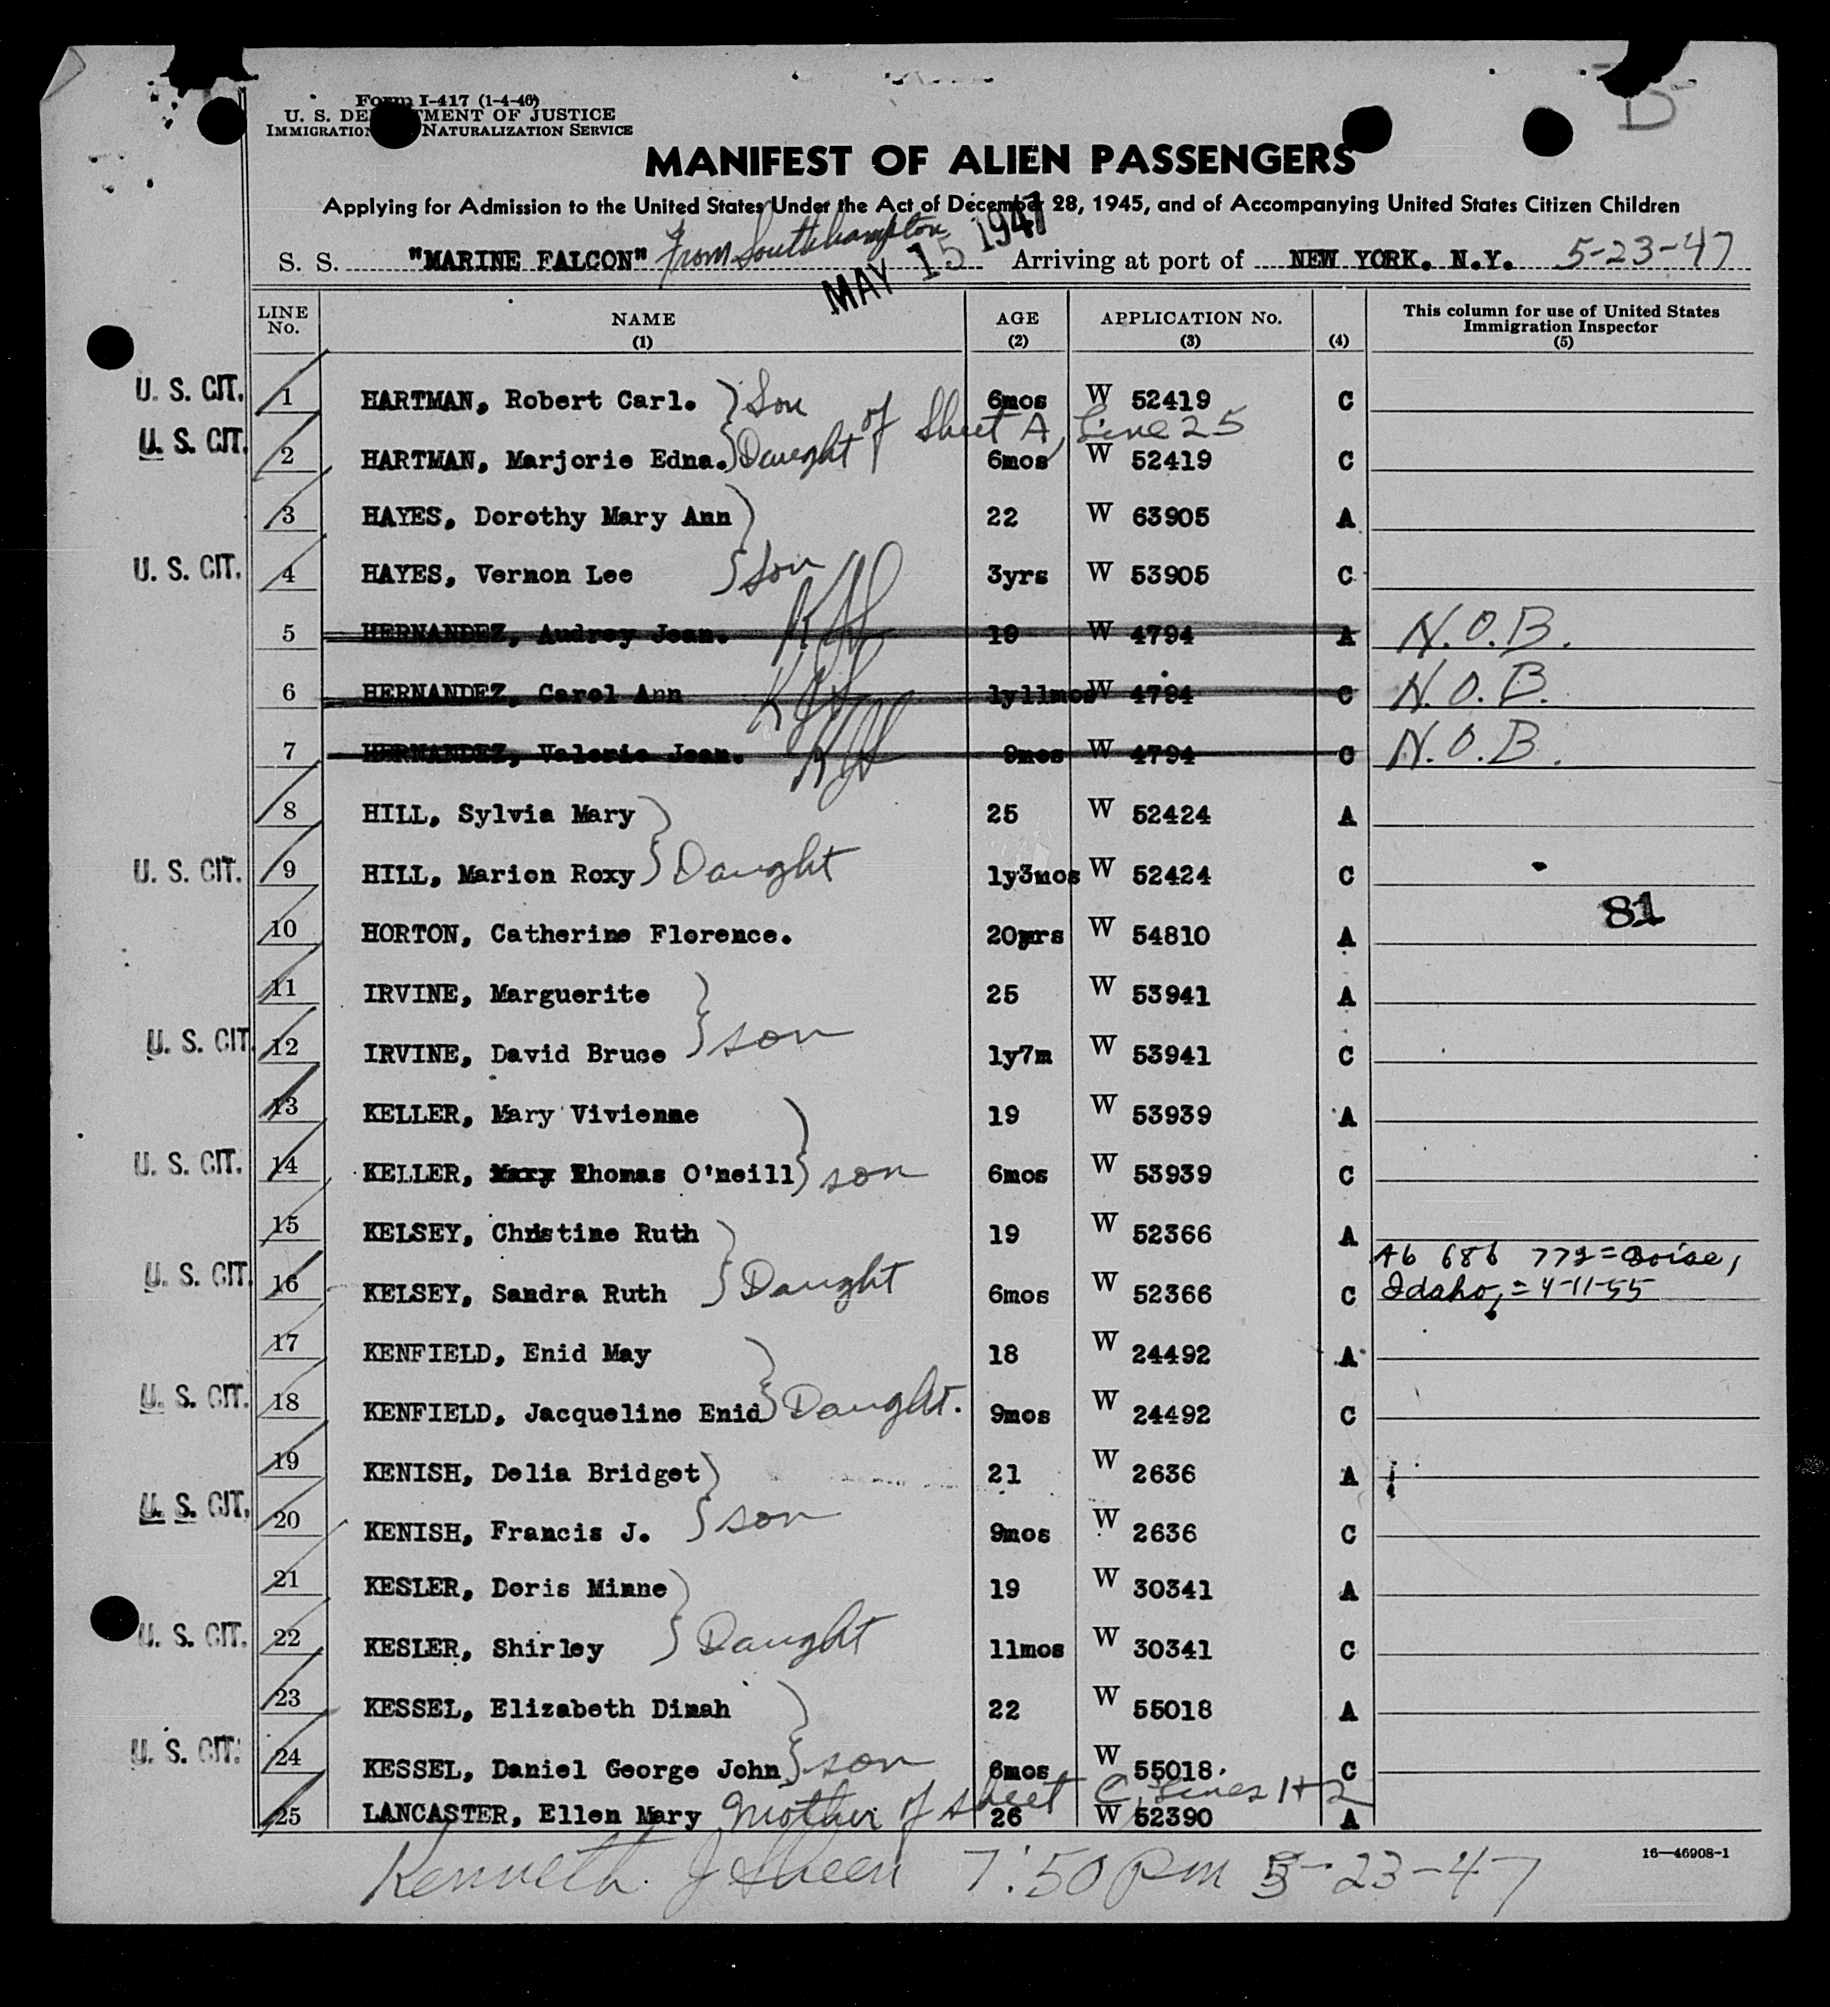 Form I-417 (1-4-46)
U. S. DEPARTMENT OF JUSTICE
IMMIGRATION NATURALIZATION SERVICE
MANIFEST OF ALIEN PASSENGERS
Applying for Admission to the United States Under the Act of December 28, 1945, and of Accompanying United States Citizen Children
S. S. "MARINE FALCON" From Southhampton MAY 15 1947 Arriving at port of NEW YORK. N.Y. 5-23-47
LINE No. NAME (1) AGE (2) APPLICATION No. (3) (4) This column for use of United States Immigration Inspector (5)
U. S. CIT. 1 HARTMAN, Robert Carl. Son 6mos W 52419 C
of Sheet A, Line 25
U. S. CIT. 2 HARTMAN, Marjorie Edna. Daught 6mos W 52419 C
3 HAYES, Dorothy Mary Ann 22 W 63905 A
U. S. CIT. 4 HAYES, Vernon Lee Son 3yrs W 53905 C
5 HERNANDEZ, Audrey Jean. KJS 19 W 4794 A N.O.B.
6 HERNANDEZ, Carol Ann KJS 1y11mos W 4794 C N.O.B.
7 HERNANDEZ, Valerie Jean. KJS 9mos W 4794 C N.O.B.
8 HILL, Sylvia Mary 25 W 52424 A
U. S. CIT. 9 HILL, Marion Roxy Daught 1y3mos W 52424 C
81
10 HORTON, Catherine Florence. 20yrs W 54810 A
11 IRVINE, Marguerite 25 W 53941 A
U. S. CIT. 12 IRVINE, David Bruce son 1y7m W 53941 C
13 KELLER, Mary Vivienne 19 W 53939 A
U. S. CIT. 14 KELLER, Mary Thomas O'neill son 6mos W 53939 C
15 KELSEY, Christine Ruth 19 W 52366 A
A6 686 772 = Boise,
U. S. CIT. 16 KELSEY, Sandra Ruth Daught 6mos W 52366 C Idaho, = 4-11-55
17 KENFIELD, Enid May 18 W 24492 A
U. S. CIT. 18 KENFIELD, Jacqueline Enid Daught. 9mos W 24492 C
19 KENISH, Delia Bridget 21 W 2636 A
U. S. CIT. 20 KENISH, Francis J. son 9mos W 2636 C
21 KESLER, Doris Minne 19 W 30341 A
U. S. CIT. 22 KESLER, Shirley Daught 11mos W 30341 C
23 KESSEL, Elizabeth Dinah 22 W 55018 A
U. S. CIT. 24 KESSEL, Daniel George John son 6mos W 55018 C
25 LANCASTER, Ellen Mary Mother of sheet C, Lines 1+2 26 W 52390 A
16—46908-1
Kenneth J Sheen 7:50 pm 5-23-47